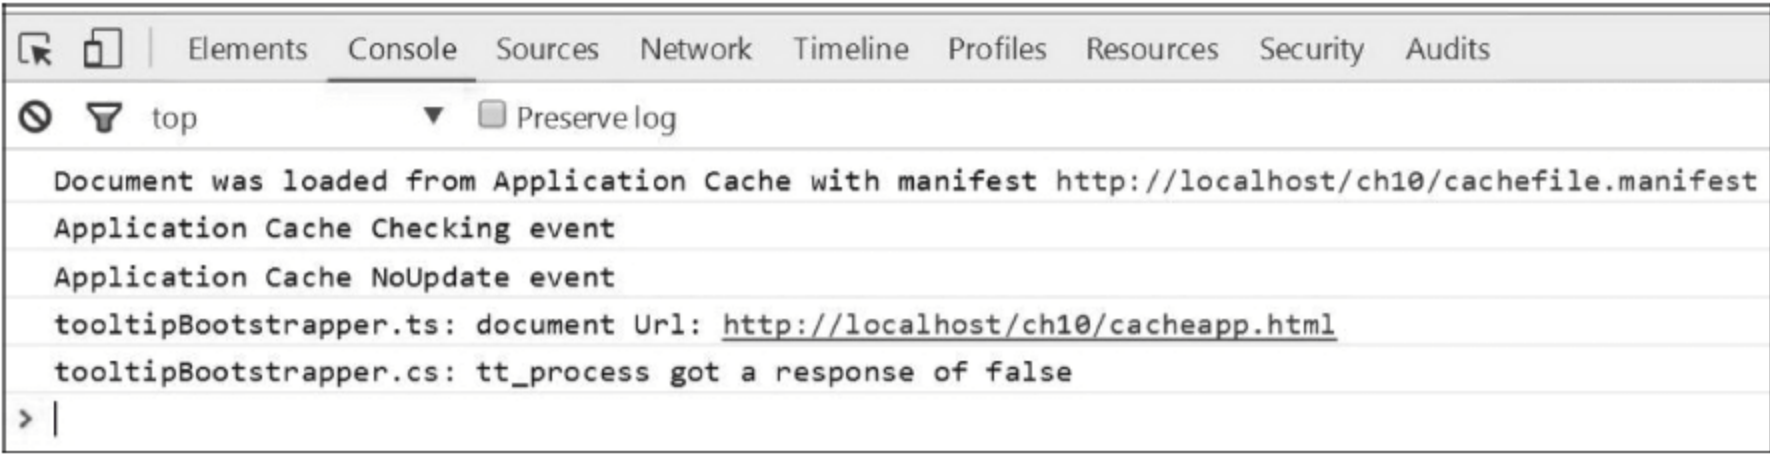 Elements Console Sources Network Timeline Profiles Resources Security Audits
top Preserve log
Document was loaded from Application Cache with manifest http://localhost/ch10/cachefile.manifest
Application Cache Checking event
Application Cache NoUpdate event
tooltipBootstrapper.ts: document Url: http://localhost/ch10/cacheapp.html
tooltipBootstrapper.cs: tt_process got a response of false
>